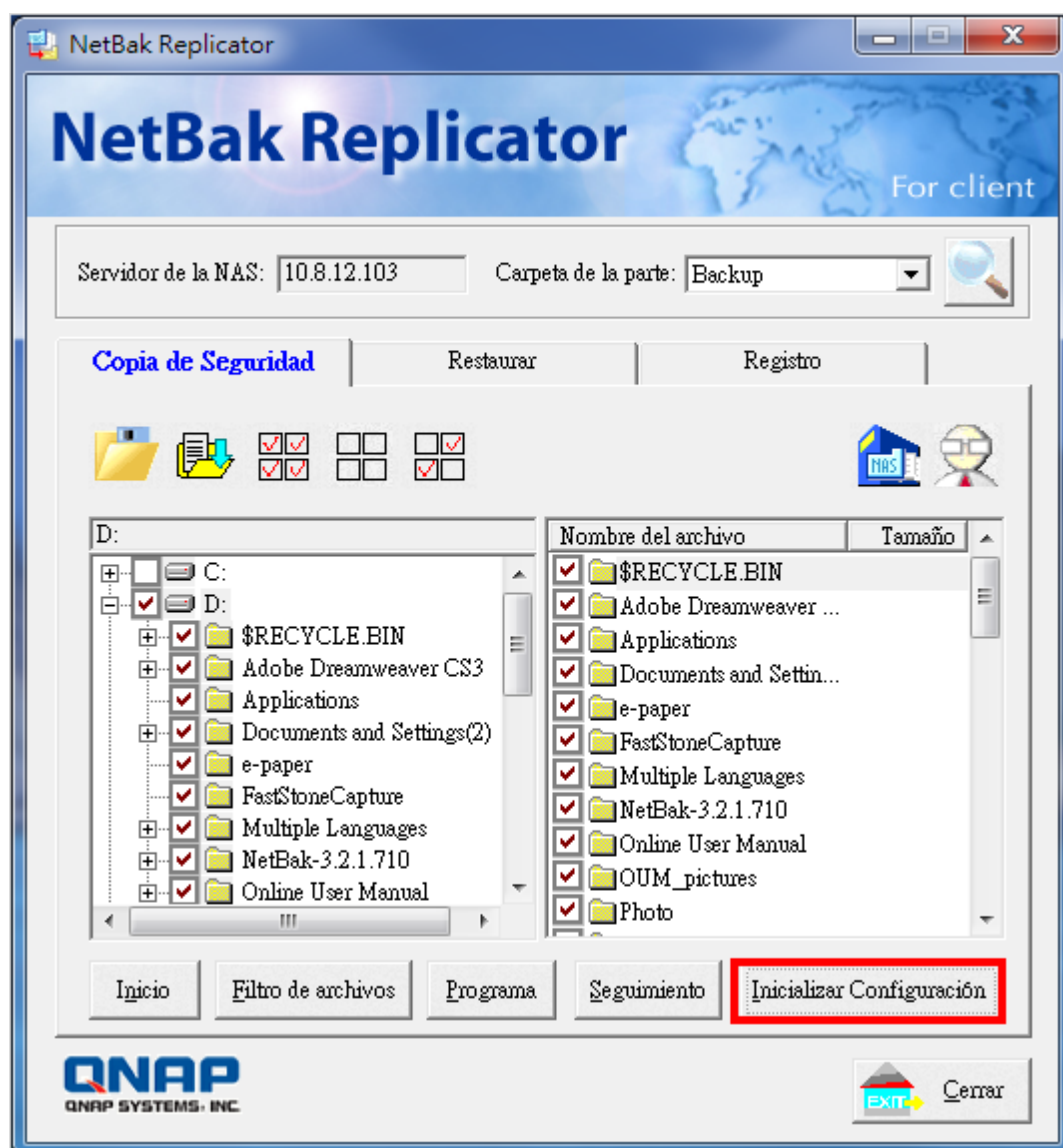 NetBak Replicator
NetBak Replicator
For client
Servidor de la NAS: 10.8.12.103 Carpeta de la parte: Backup
Copia de Seguridad Restaurar Registro
NAS
D:
Nombre del archivo Tamaño
C:
D:
$RECYCLE.BIN
Adobe Dreamweaver CS3
Applications
Documents and Settings(2)
e-paper
FastStoneCapture
Multiple Languages
NetBak-3.2.1.710
Online User Manual
$RECYCLE.BIN
Adobe Dreamweaver ...
Applications
Documents and Settin...
e-paper
FastStoneCapture
Multiple Languages
NetBak-3.2.1.710
Online User Manual
OUM_pictures
Photo
Inicio Filtro de archivos Programa Seguimiento Inicializar Configuración
QNAP
QNAP SYSTEMS, INC.
EXIT Cerrar